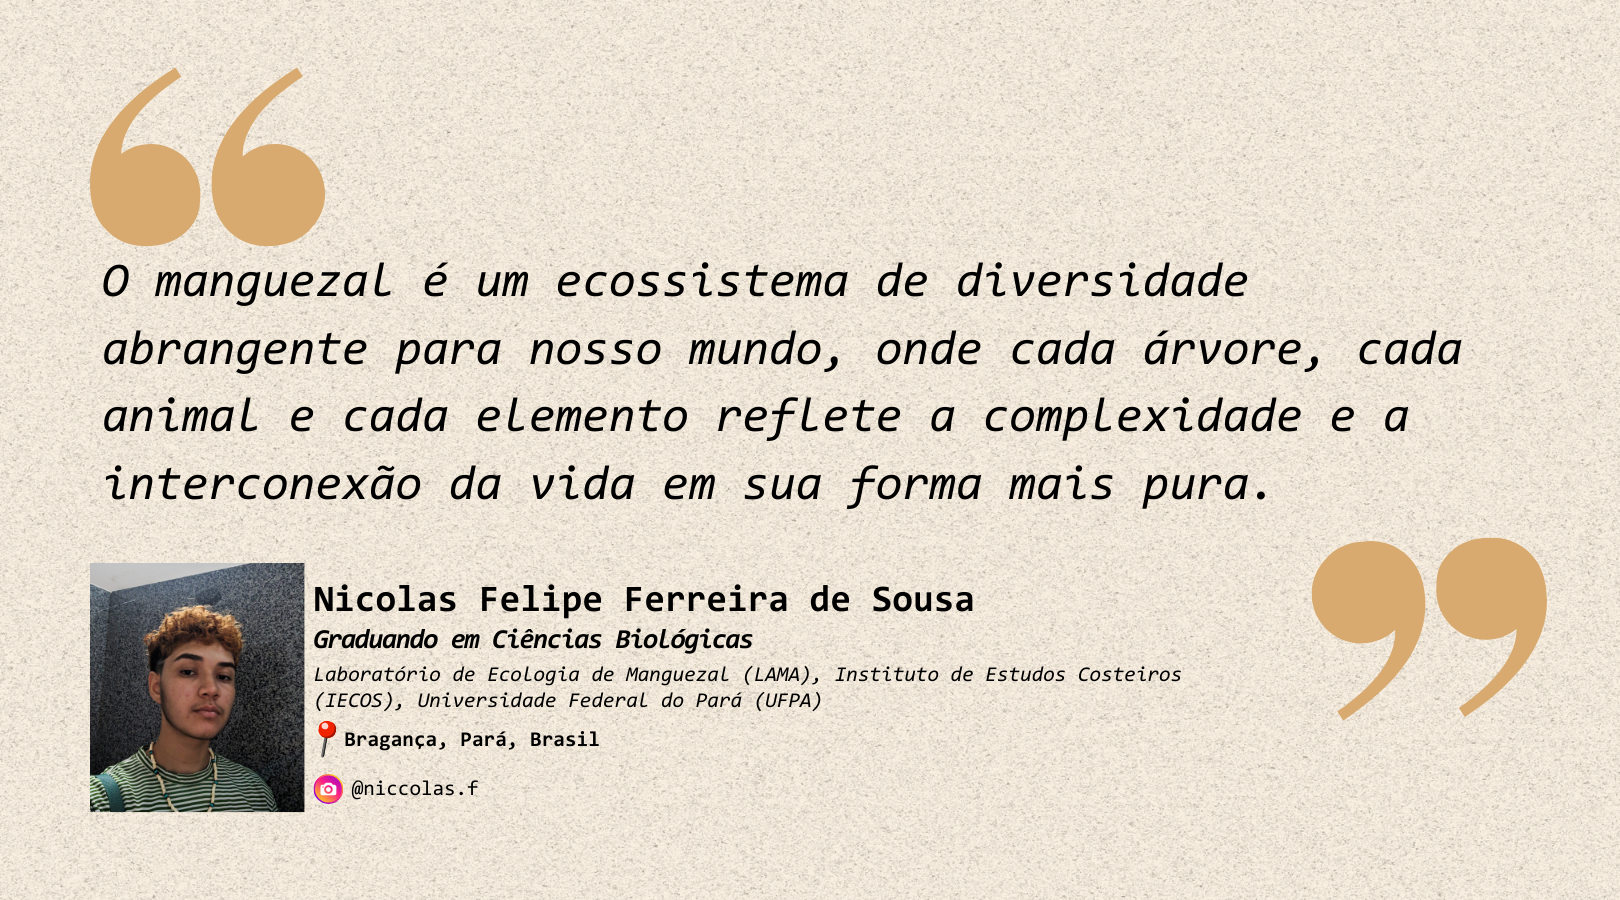 O manguezal é um ecossistema de diversidade
abrangente para nosso mundo, onde cada árvore, cada
animal e cada elemento reflete a complexidade e a
interconexão da vida em sua forma mais pura.
Nicolas Felipe Ferreira de Sousa
Graduando em Ciências Biológicas
Laboratório de Ecologia de Manguezal (LAMA), Instituto de Estudos Costeiros
(IECOS), Universidade Federal do Pará (UFPA)
Bragança, Pará, Brasil
@niccolas.f